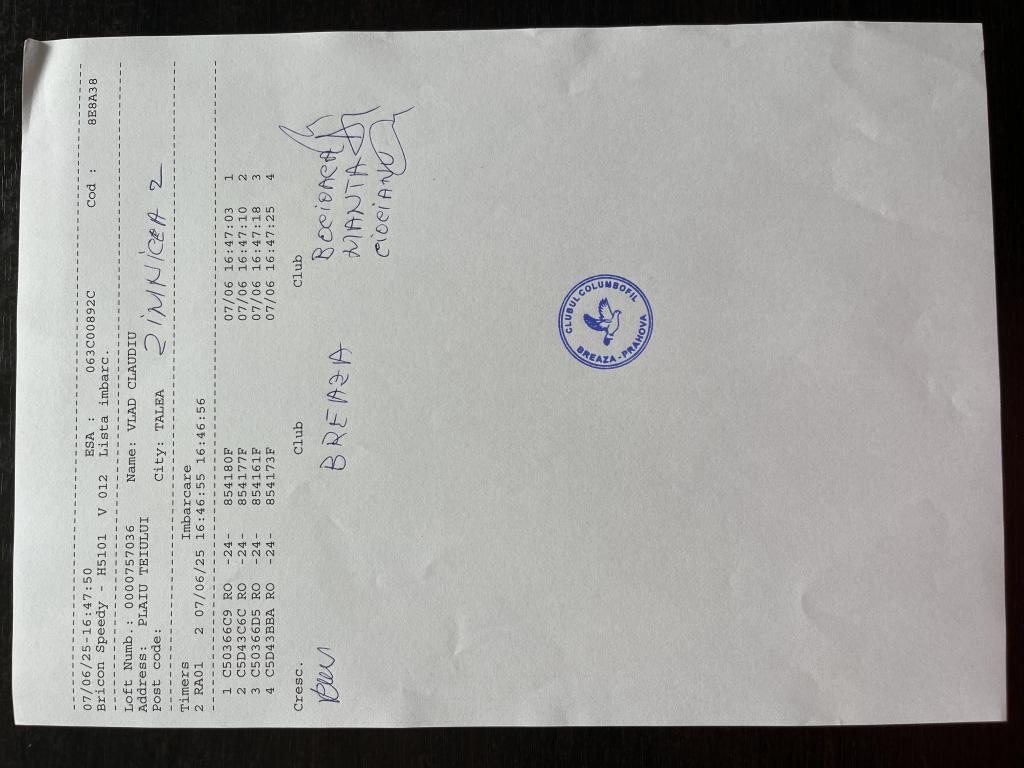 --------------------------------------------------------------------------------
07/06/25-16:47:50 ESA : 063C00892C Cod : 8E8A38
Bricon Speedy - H5101 V 012 Lista imbarc.
--------------------------------------------------------------------------------
Loft Numb.: 0000757036 Name: VLAD CLAUDIU
Address: PLAIU TEIULUI
Post code: City: TALEA ZIMNICEA 2
--------------------------------------------------------------------------------
Timers Imbarcare
2 RA01 2 07/06/25 16:46:55 16:46:56
--------------------------------------------------------------------------------
1 C50366C9 RO -24- 854180F 07/06 16:47:03 1
2 C5D43C6C RO -24- 854177F 07/06 16:47:10 2
3 C50366D5 RO -24- 854161F 07/06 16:47:18 3
4 C5D43BBA RO -24- 854173F 07/06 16:47:25 4
Cresc. Club Club
BREAZA BOCIOACA
MANTA
CIOCIANU
CLUBUL COLUMBOFIL
BREAZA - PRAHOVA